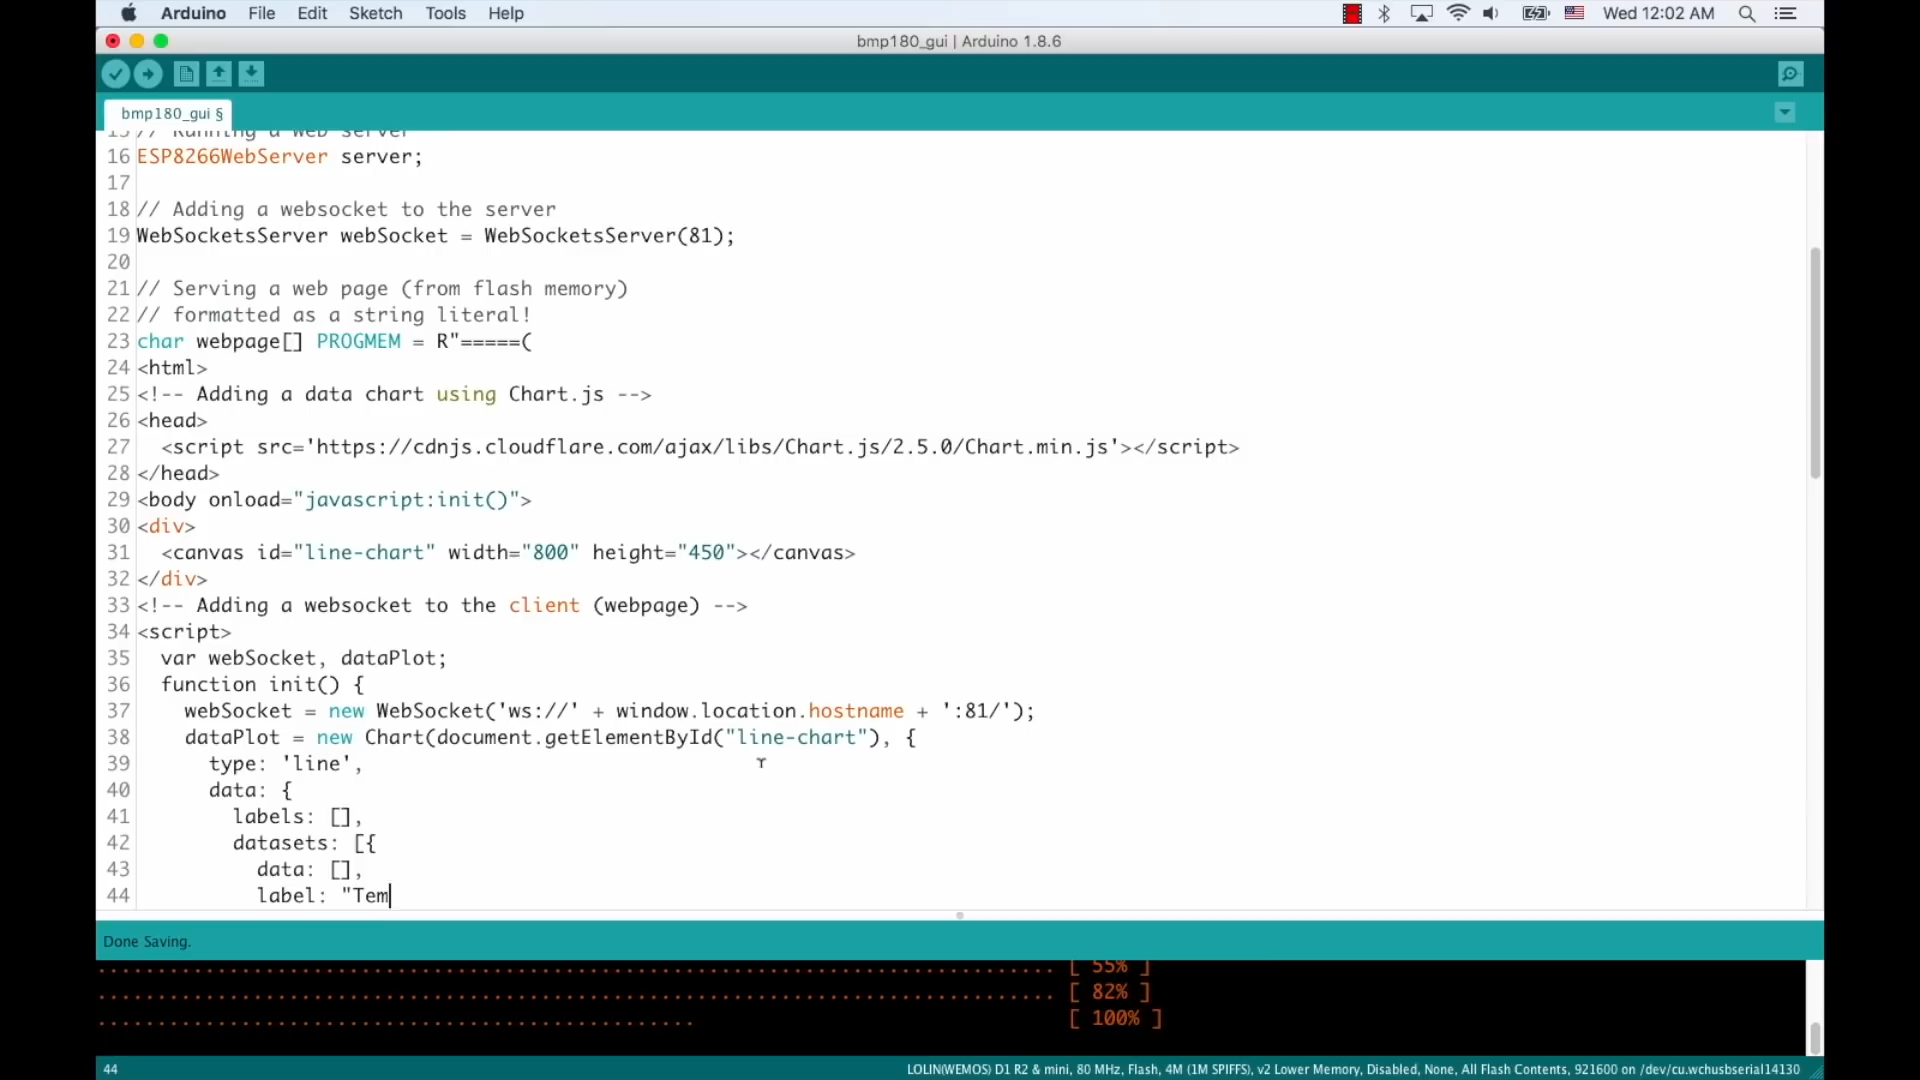 Arduino File Edit Sketch Tools Help Wed 12:02 AM
bmp180_gui | Arduino 1.8.6
bmp180_gui §
15 // Running a web server
16 ESP8266WebServer server;
17
18 // Adding a websocket to the server
19 WebSocketsServer webSocket = WebSocketsServer(81);
20
21 // Serving a web page (from flash memory)
22 // formatted as a string literal!
23 char webpage[] PROGMEM = R"=====(
24 <html>
25 <!-- Adding a data chart using Chart.js -->
26 <head>
27   <script src='https://cdnjs.cloudflare.com/ajax/libs/Chart.js/2.5.0/Chart.min.js'></script>
28 </head>
29 <body onload="javascript:init()">
30 <div>
31   <canvas id="line-chart" width="800" height="450"></canvas>
32 </div>
33 <!-- Adding a websocket to the client (webpage) -->
34 <script>
35   var webSocket, dataPlot;
36   function init() {
37     webSocket = new WebSocket('ws://' + window.location.hostname + ':81/');
38     dataPlot = new Chart(document.getElementById("line-chart"), {
39       type: 'line',
40       data: {
41         labels: [],
42         datasets: [{
43           data: [],
44           label: "Tem
Done Saving.
................................................................................ [ 55% ]
................................................................................ [ 82% ]
.................................................. [ 100% ]
44 LOLIN(WEMOS) D1 R2 & mini, 80 MHz, Flash, 4M (1M SPIFFS), v2 Lower Memory, Disabled, None, All Flash Contents, 921600 on /dev/cu.wchusbserial14130